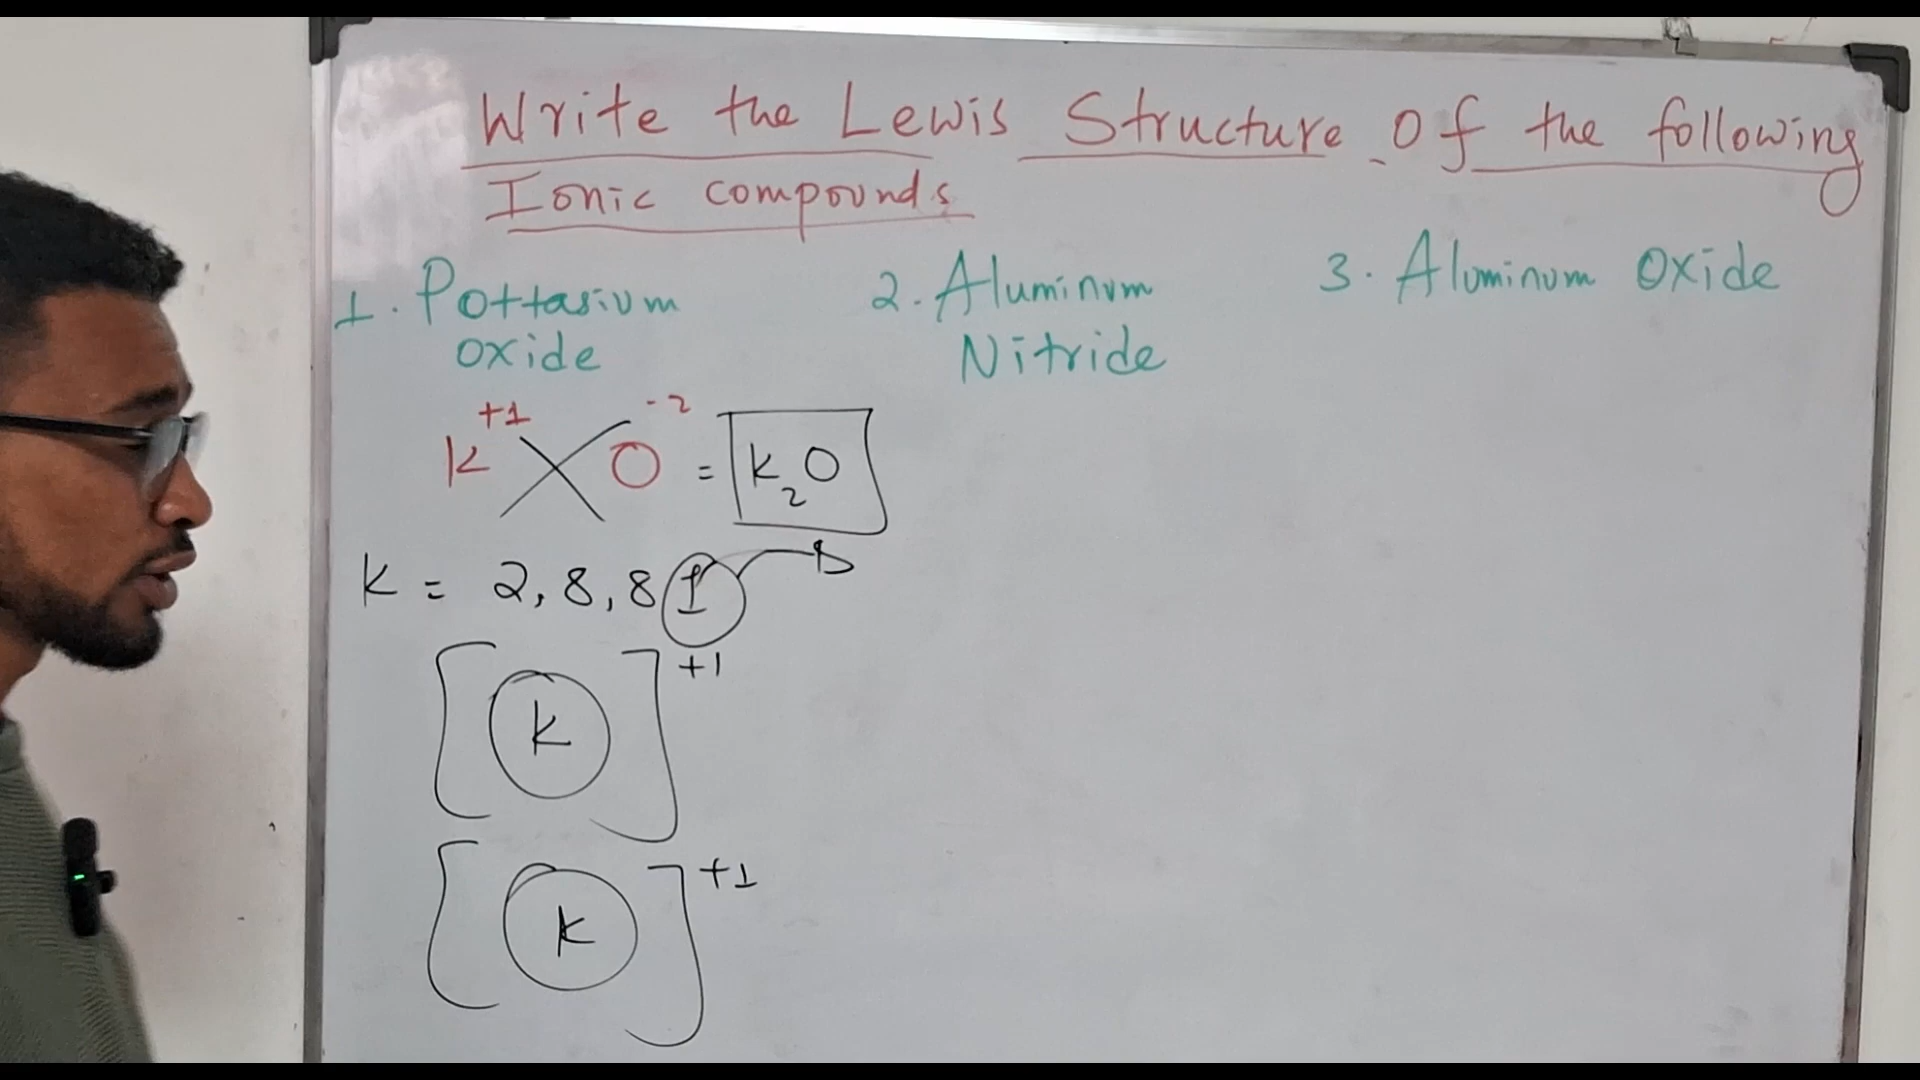 Write the Lewis Structure of the following
Ionic compounds
1. Pottasium
oxide
2. Aluminum
Nitride
3. Aluminum Oxide
K+1 O-2 = K2O
K = 2, 8, 8 1
[K]+1
[K]+1